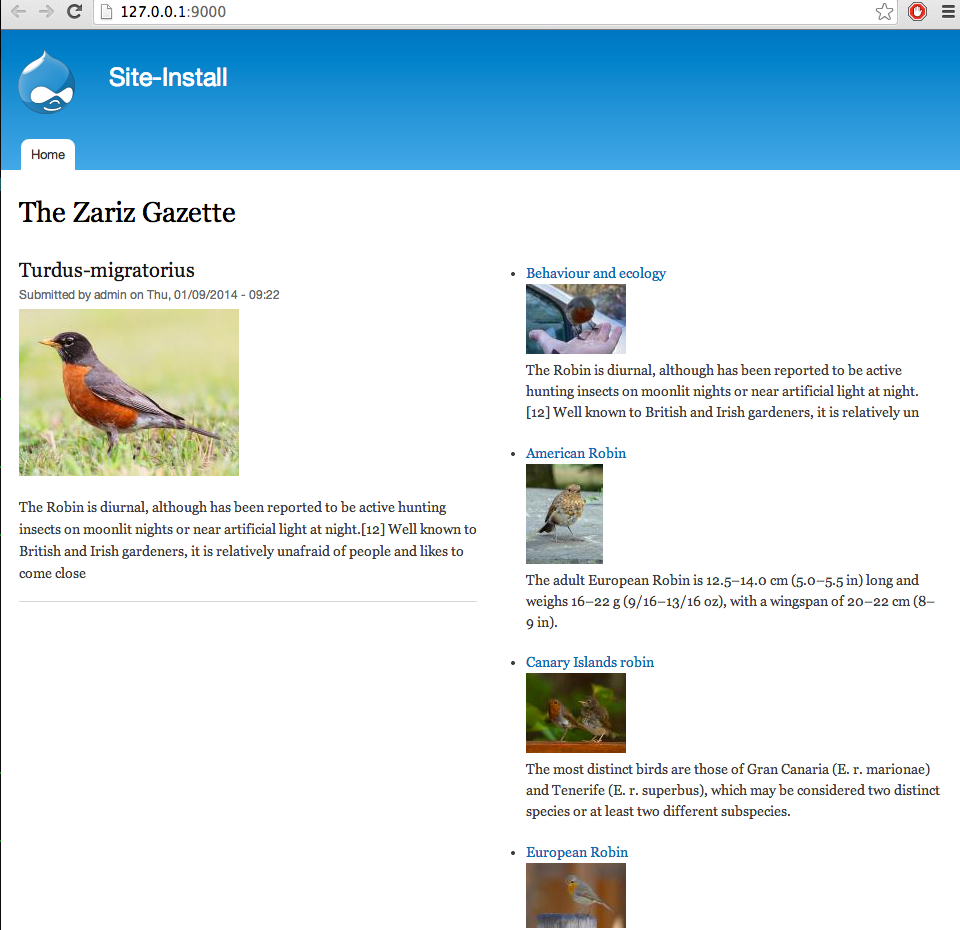 127.0.0.1:9000
Site-Install
Home
The Zariz Gazette
Turdus-migratorius
Submitted by admin on Thu, 01/09/2014 - 09:22
The Robin is diurnal, although has been reported to be active hunting
insects on moonlit nights or near artificial light at night.[12] Well known to
British and Irish gardeners, it is relatively unafraid of people and likes to
come close
Behaviour and ecology
The Robin is diurnal, although has been reported to be active
hunting insects on moonlit nights or near artificial light at night.
[12] Well known to British and Irish gardeners, it is relatively un
American Robin
The adult European Robin is 12.5–14.0 cm (5.0–5.5 in) long and
weighs 16–22 g (9/16–13/16 oz), with a wingspan of 20–22 cm (8–
9 in).
Canary Islands robin
The most distinct birds are those of Gran Canaria (E. r. marionae)
and Tenerife (E. r. superbus), which may be considered two distinct
species or at least two different subspecies.
European Robin